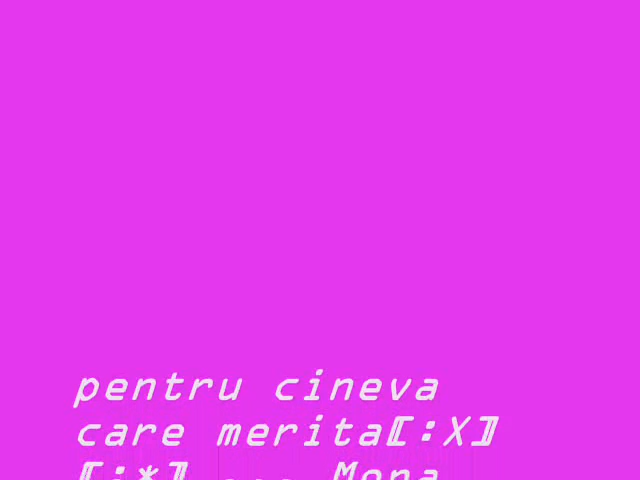 pentru cineva
care merita[:X]
[:*] ... Mona